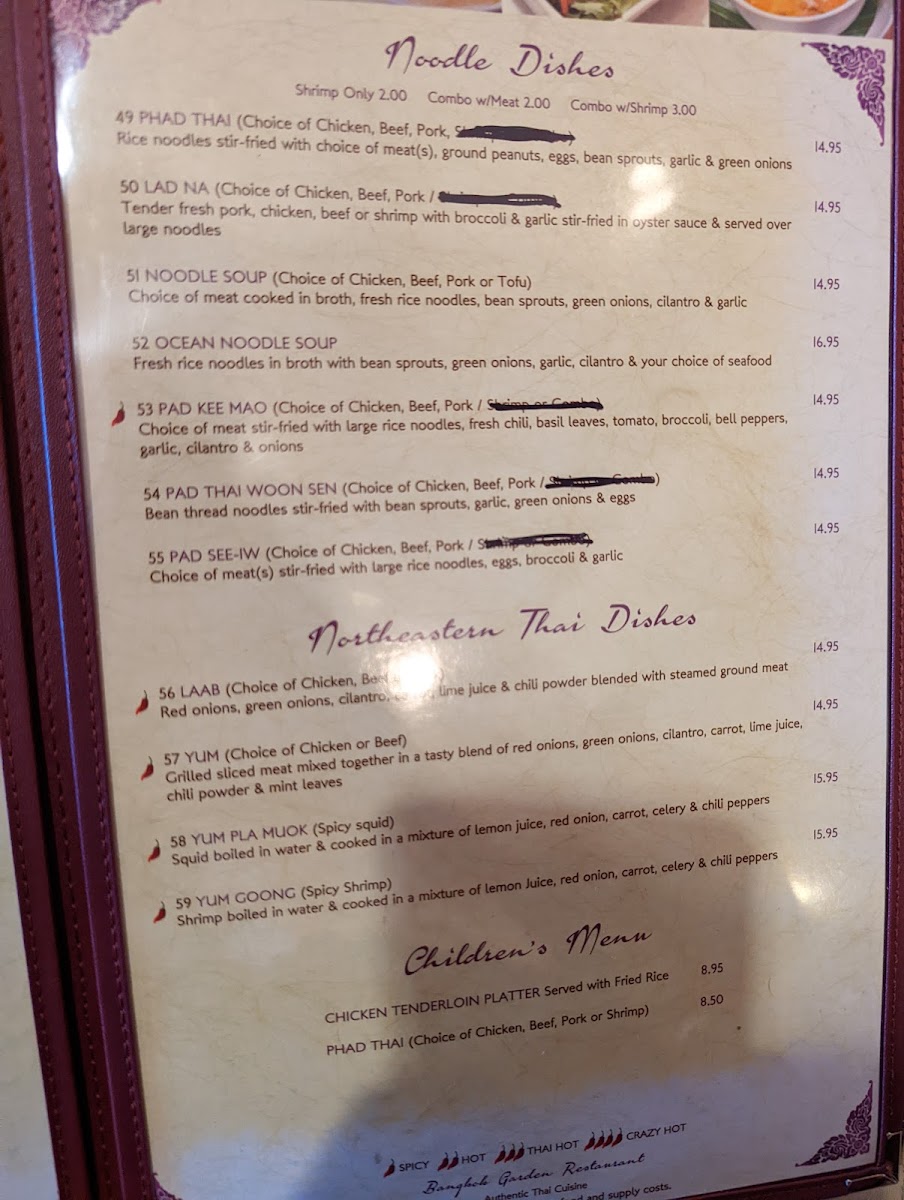 Noodle Dishes
Shrimp Only 2.00 Combo w/Meat 2.00 Combo w/Shrimp 3.00
49 PHAD THAI (Choice of Chicken, Beef, Pork, 14.95
Rice noodles stir-fried with choice of meat(s), ground peanuts, eggs, bean sprouts, garlic & green onions
50 LAD NA (Choice of Chicken, Beef, Pork / 14.95
Tender fresh pork, chicken, beef or shrimp with broccoli & garlic stir-fried in oyster sauce & served over
large noodles
51 NOODLE SOUP (Choice of Chicken, Beef, Pork or Tofu) 14.95
Choice of meat cooked in broth, fresh rice noodles, bean sprouts, green onions, cilantro & garlic
52 OCEAN NOODLE SOUP 16.95
Fresh rice noodles in broth with bean sprouts, green onions, garlic, cilantro & your choice of seafood
53 PAD KEE MAO (Choice of Chicken, Beef, Pork / Shrimp or Combo) 14.95
Choice of meat stir-fried with large rice noodles, fresh chili, basil leaves, tomato, broccoli, bell peppers,
garlic, cilantro & onions
54 PAD THAI WOON SEN (Choice of Chicken, Beef, Pork / Combo) 14.95
Bean thread noodles stir-fried with bean sprouts, garlic, green onions & eggs
55 PAD SEE-IW (Choice of Chicken, Beef, Pork / Shrimp or Combo) 14.95
Choice of meat(s) stir-fried with large rice noodles, eggs, broccoli & garlic
Northeastern Thai Dishes
56 LAAB (Choice of Chicken, Beef 14.95
Red onions, green onions, cilantro, lime juice & chili powder blended with steamed ground meat
57 YUM (Choice of Chicken or Beef) 14.95
Grilled sliced meat mixed together in a tasty blend of red onions, green onions, cilantro, carrot, lime juice,
chili powder & mint leaves
58 YUM PLA MUOK (Spicy squid) 15.95
Squid boiled in water & cooked in a mixture of lemon juice, red onion, carrot, celery & chili peppers
59 YUM GOONG (Spicy Shrimp) 15.95
Shrimp boiled in water & cooked in a mixture of lemon Juice, red onion, carrot, celery & chili peppers
Children's Menu
CHICKEN TENDERLOIN PLATTER Served with Fried Rice 8.95
PHAD THAI (Choice of Chicken, Beef, Pork or Shrimp) 8.50
SPICY HOT THAI HOT CRAZY HOT
Bangkok Garden Restaurant
Authentic Thai Cuisine
and supply costs.